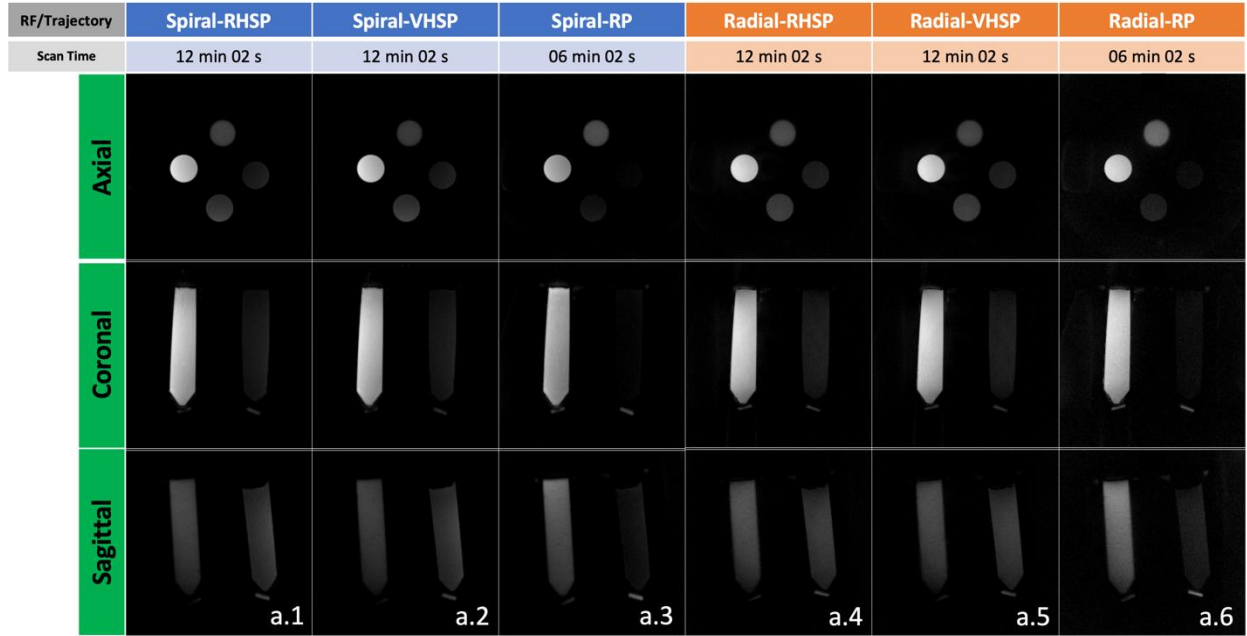 RF/Trajectory Spiral-RHSP Spiral-VHSP Spiral-RP Radial-RHSP Radial-VHSP Radial-RP
Scan Time 12 min 02 s 12 min 02 s 06 min 02 s 12 min 02 s 12 min 02 s 06 min 02 s
Axial
Coronal
Sagittal
a.1 a.2 a.3 a.4 a.5 a.6